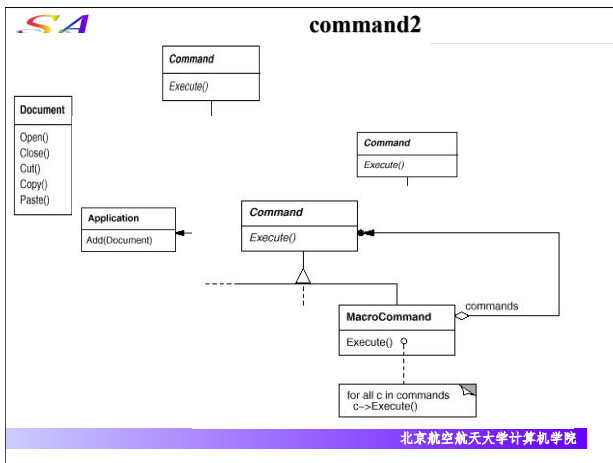 SA
command2
Command
Execute()
Document
Open()
Close()
Cut()
Copy()
Paste()
Command
Execute()
Application
Add(Document)
Command
Execute()
commands
MacroCommand
Execute()
for all c in commands
c->Execute()
北京航空航天大学计算机学院